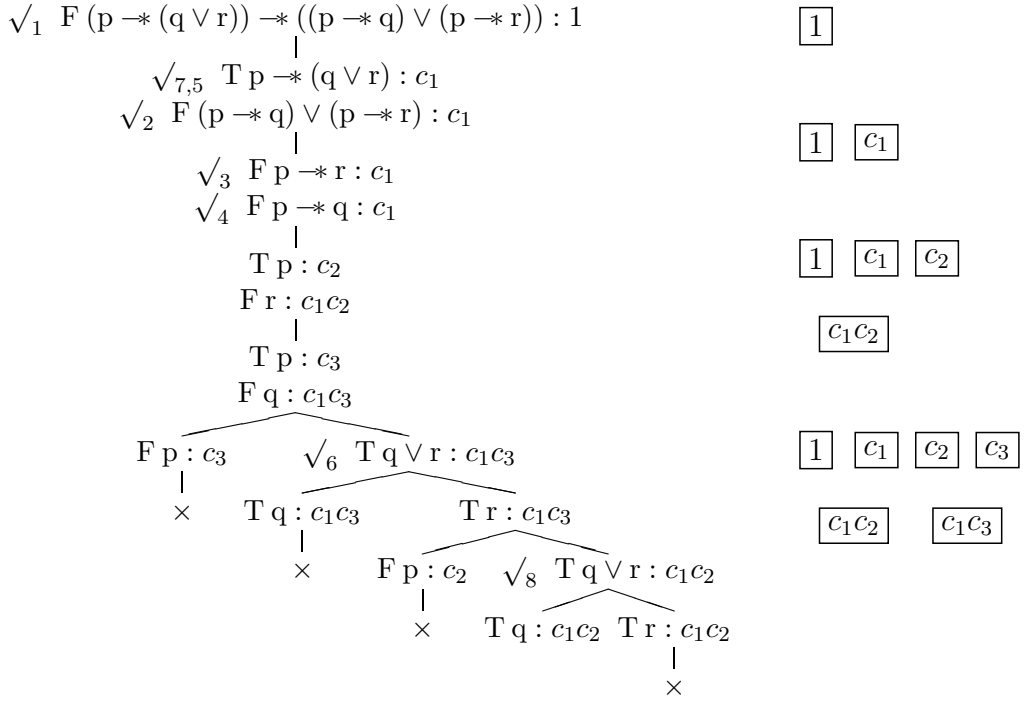 √1 F (p −∗ (q ∨ r)) −∗ ((p −∗ q) ∨ (p −∗ r)) : 1 1
√7,5 T p −∗ (q ∨ r) : c1
√2 F (p −∗ q) ∨ (p −∗ r) : c1
1 c1
√3 F p −∗ r : c1
√4 F p −∗ q : c1
T p : c2 1 c1 c2
F r : c1c2
c1c2
T p : c3
F q : c1c3
F p : c3 √6 T q ∨ r : c1c3 1 c1 c2 c3
× T q : c1c3 T r : c1c3 c1c2 c1c3
× F p : c2 √8 T q ∨ r : c1c2
× T q : c1c2 T r : c1c2
×